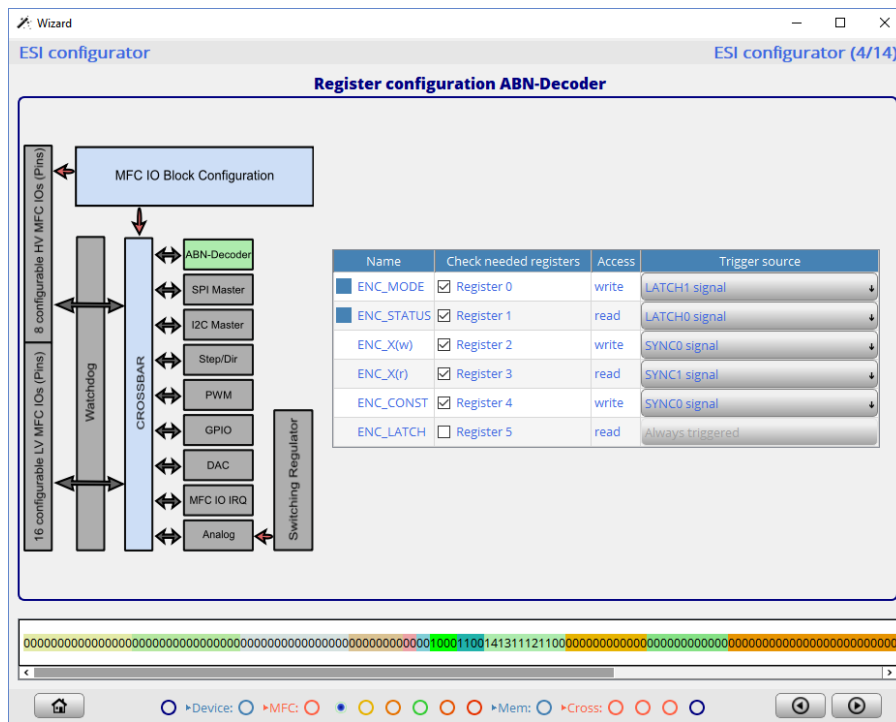 Wizard
ESI configurator
ESI configurator (4/14)
Register configuration ABN-Decoder
8 configurable HV MFC IOs (Pins)
16 configurable LV MFC IOs (Pins)
MFC IO Block Configuration
Watchdog
CROSSBAR
ABN-Decoder
SPI Master
I2C Master
Step/Dir
PWM
GPIO
DAC
MFC IO IRQ
Analog
Switching Regulator
Name Check needed registers Access Trigger source
ENC_MODE Register 0 write LATCH1 signal
ENC_STATUS Register 1 read LATCH0 signal
ENC_X(w) Register 2 write SYNC0 signal
ENC_X(r) Register 3 read SYNC1 signal
ENC_CONST Register 4 write SYNC0 signal
ENC_LATCH Register 5 read Always triggered
Device: MFC: Mem: Cross: